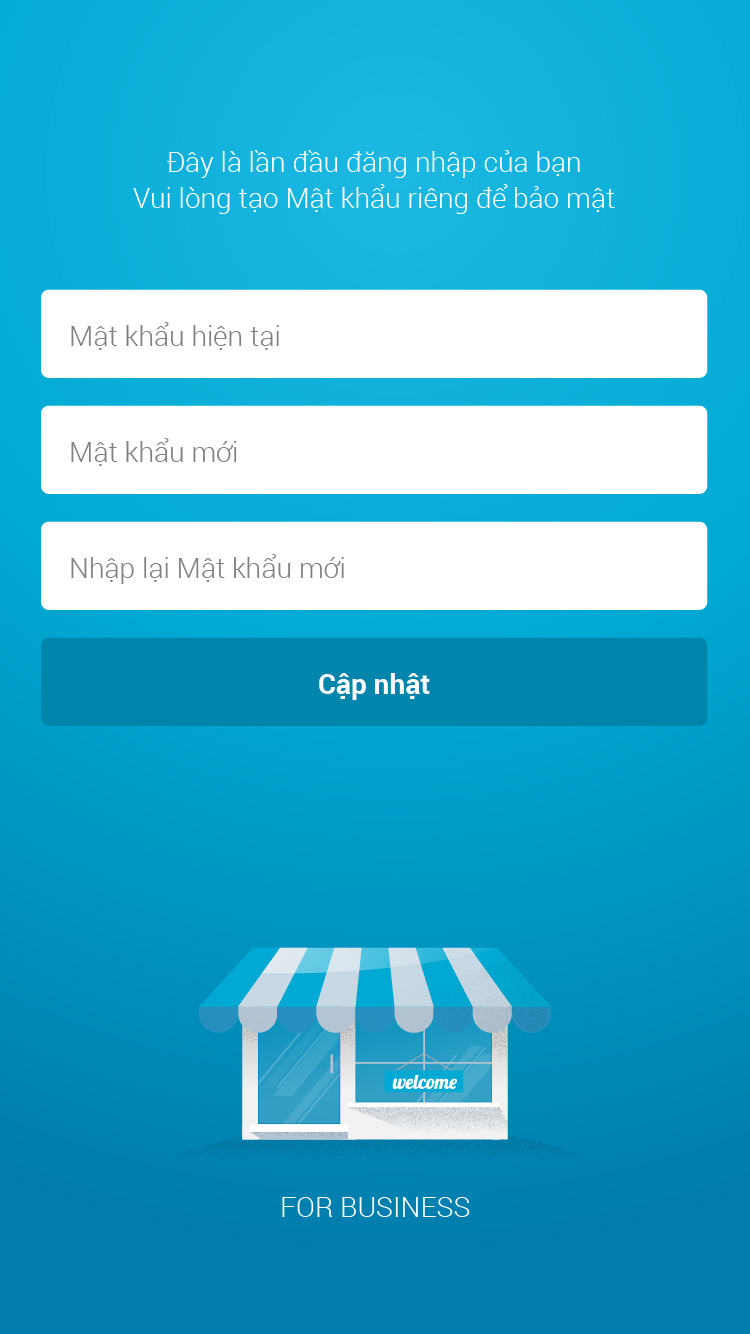 Đây là lần đầu đăng nhập của bạn
Vui lòng tạo Mật khẩu riêng để bảo mật
Mật khẩu hiện tại
Mật khẩu mới
Nhập lại Mật khẩu mới
Cập nhật
welcome
FOR BUSINESS